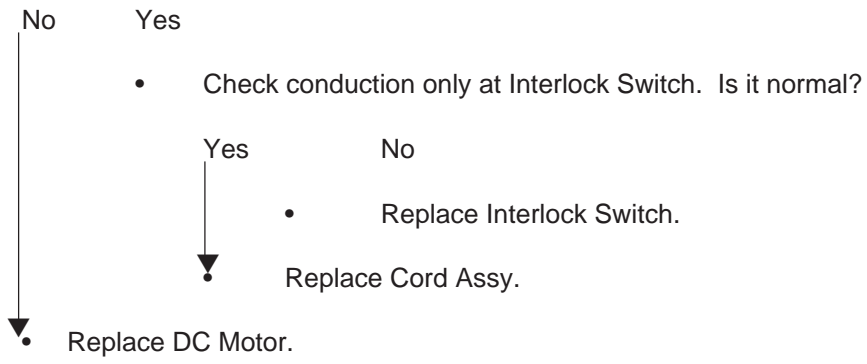 No Yes
• Check conduction only at Interlock Switch. Is it normal?
Yes No
• Replace Interlock Switch.
• Replace Cord Assy.
• Replace DC Motor.